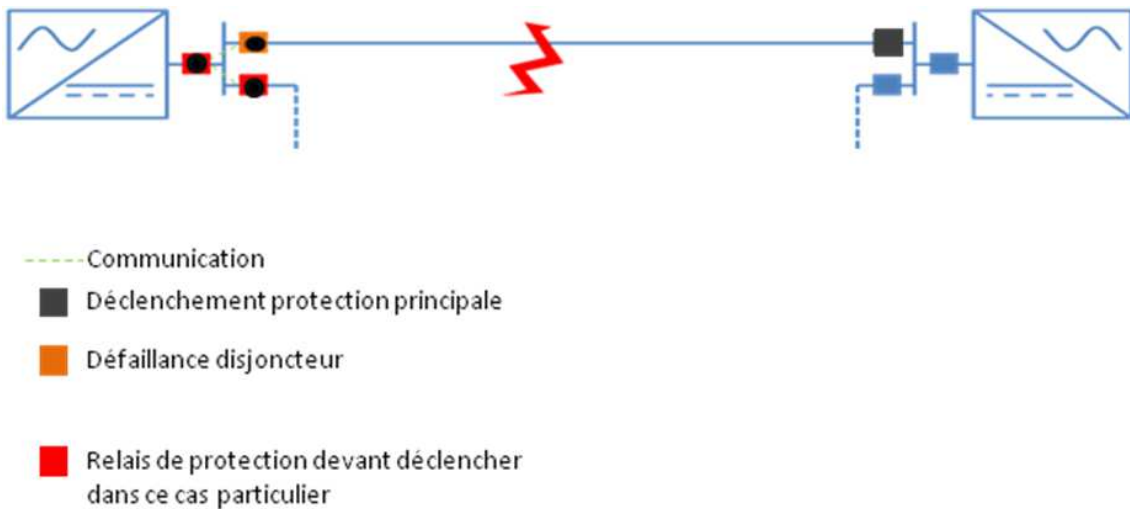 Communication
Déclenchement protection principale
Défaillance disjoncteur
Relais de protection devant déclencher
dans ce cas particulier